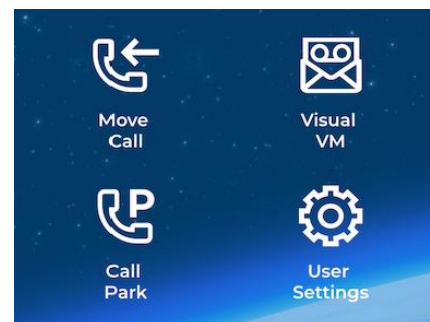 Move
Call
Visual
VM
P
Call
Park
User
Settings